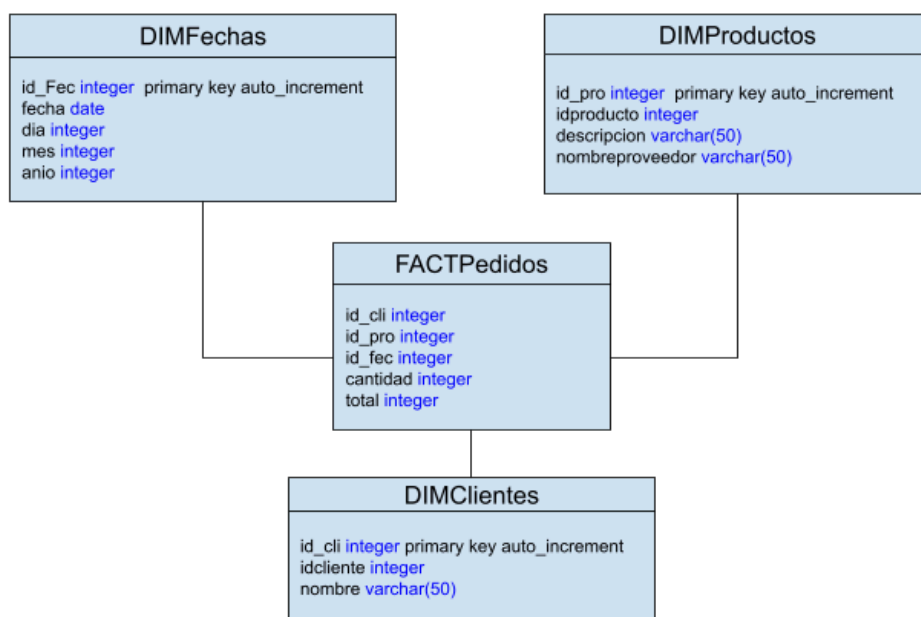 DIMFechas
id_Fec integer primary key auto_increment
fecha date
dia integer
mes integer
anio integer
DIMProductos
id_pro integer primary key auto_increment
idproducto integer
descripcion varchar(50)
nombreproveedor varchar(50)
FACTPedidos
id_cli integer
id_pro integer
id_fec integer
cantidad integer
total integer
DIMClientes
id_cli integer primary key auto_increment
idcliente integer
nombre varchar(50)